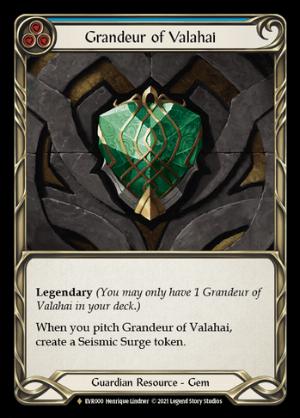 Grandeur of Valahai
Legendary (You may only have 1 Grandeur of
Valahai in your deck.)
When you pitch Grandeur of Valahai,
create a Seismic Surge token.
Guardian Resource - Gem
EVR000 Henrique Lindner © 2021 Legend Story Studios